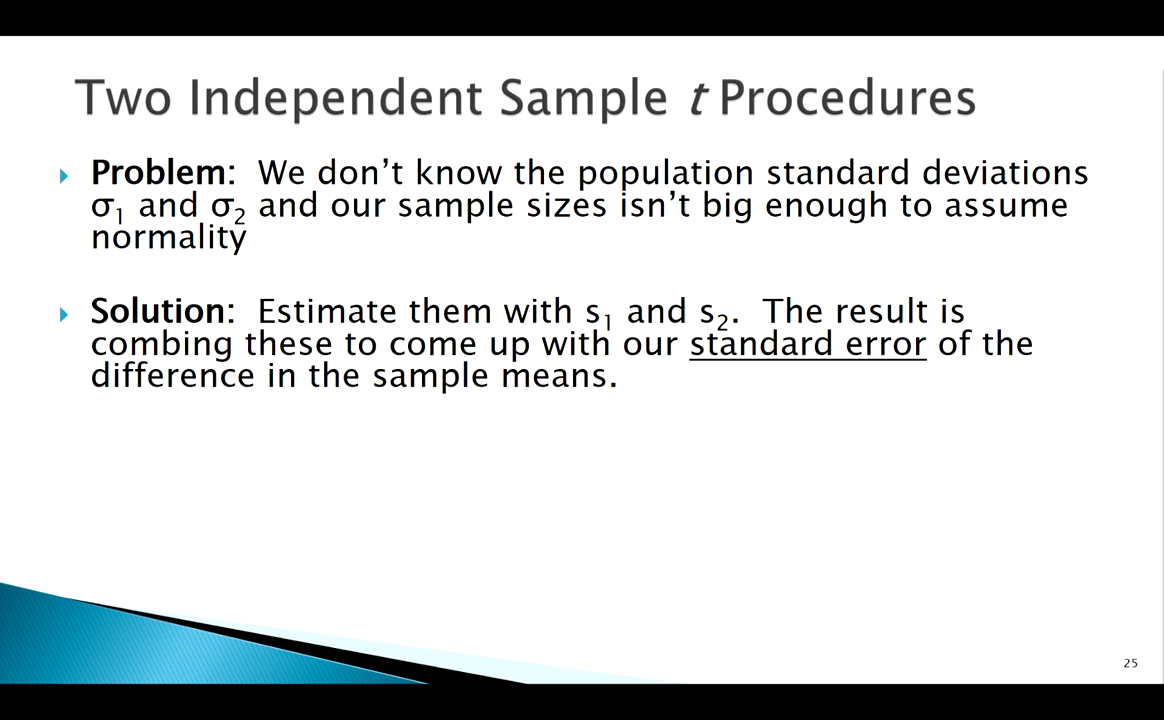 Two Independent Sample t Procedures
Problem: We don't know the population standard deviations
σ₁ and σ₂ and our sample sizes isn't big enough to assume
normality
Solution: Estimate them with s₁ and s₂. The result is
combing these to come up with our standard error of the
difference in the sample means.
25